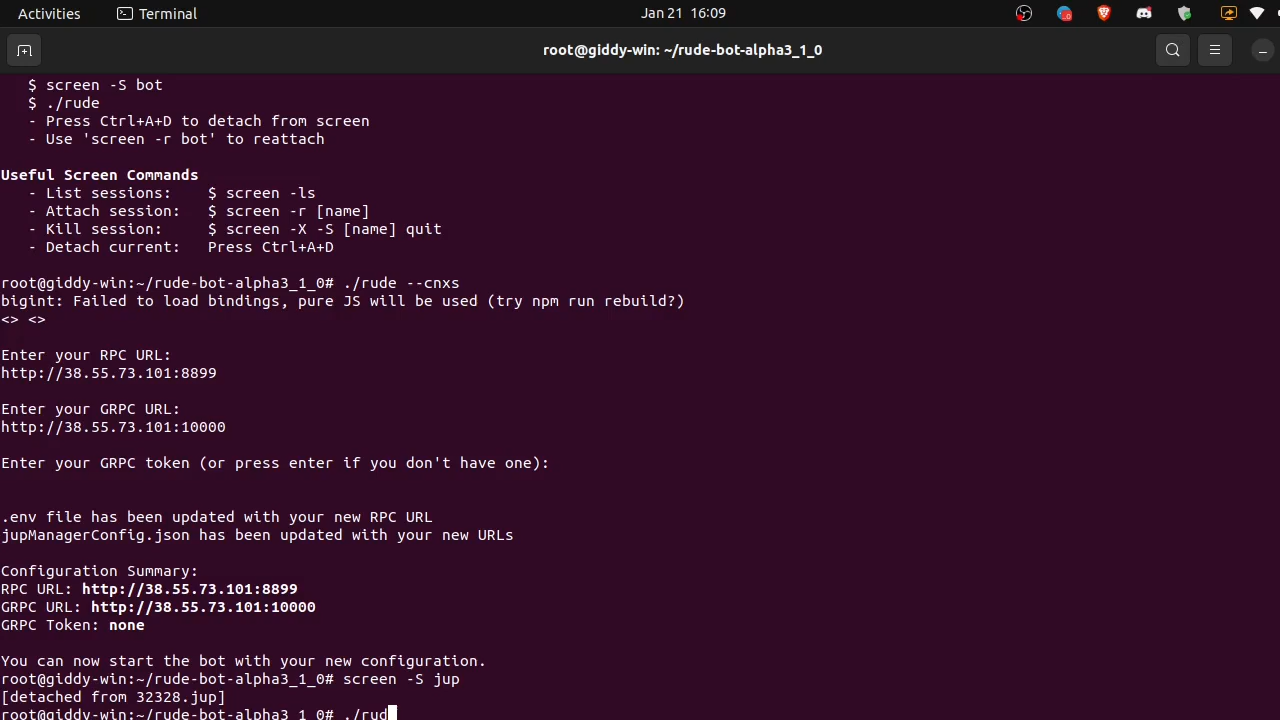 Activities
Terminal
Jan 21 16:09
root@giddy-win: ~/rude-bot-alpha3_1_0
$ screen -S bot
$ ./rude
- Press Ctrl+A+D to detach from screen
- Use 'screen -r bot' to reattach
Useful Screen Commands
- List sessions: $ screen -ls
- Attach session: $ screen -r [name]
- Kill session: $ screen -X -S [name] quit
- Detach current: Press Ctrl+A+D
root@giddy-win:~/rude-bot-alpha3_1_0# ./rude --cnxs
bigint: Failed to load bindings, pure JS will be used (try npm run rebuild?)
<> <>
Enter your RPC URL:
http://38.55.73.101:8899
Enter your GRPC URL:
http://38.55.73.101:10000
Enter your GRPC token (or press enter if you don't have one):
.env file has been updated with your new RPC URL
jupManagerConfig.json has been updated with your new URLs
Configuration Summary:
RPC URL: http://38.55.73.101:8899
GRPC URL: http://38.55.73.101:10000
GRPC Token: none
You can now start the bot with your new configuration.
root@giddy-win:~/rude-bot-alpha3_1_0# screen -S jup
[detached from 32328.jup]
root@giddy-win:~/rude-bot-alpha3_1_0# ./rud